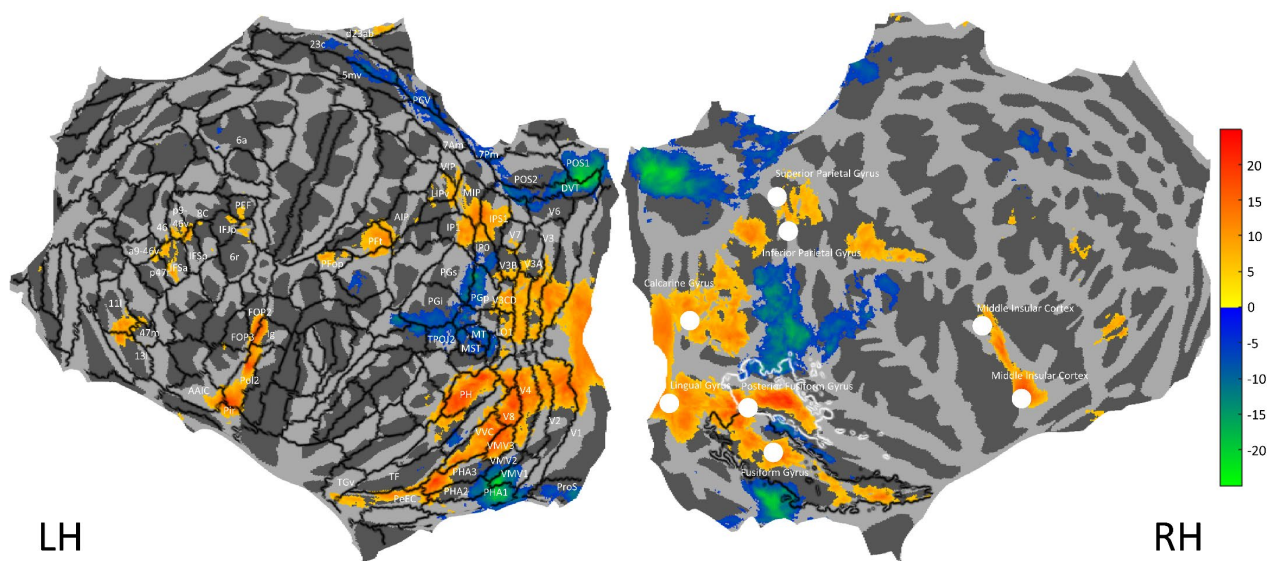 d23ab
23c
5mv
PCV
6a
7Am
7Pm
VIP
LIPv
MIP
POS2
POS1
DVT
V6
p9-
46v
46
8C
PEF
IFJp
AIP
IP1
IPS1
V7
V3
a9-46v
IFSp
IFSa
p47r
6r
PFt
PFop
IP0
V3B
V3A
PGs
PGi
PGp
V3CD
11l
47m
13l
FOP2
FOP3
Ig
TPOJ2
MT
MST
LO1
PoI2
AAIC
Pir
PH
V4
V8
V2
V1
VVC
VMV3
VMV2
VMV1
TGv
TF
PeEC
PHA3
PHA2
PHA1
ProS
LH
Superior Parietal Gyrus
Inferior Parietal Gyrus
Calcarine Gyrus
Middle Insular Cortex
Middle Insular Cortex
Lingual Gyrus
Posterior Fusiform Gyrus
Fusiform Gyrus
RH
20
15
10
5
0
-5
-10
-15
-20